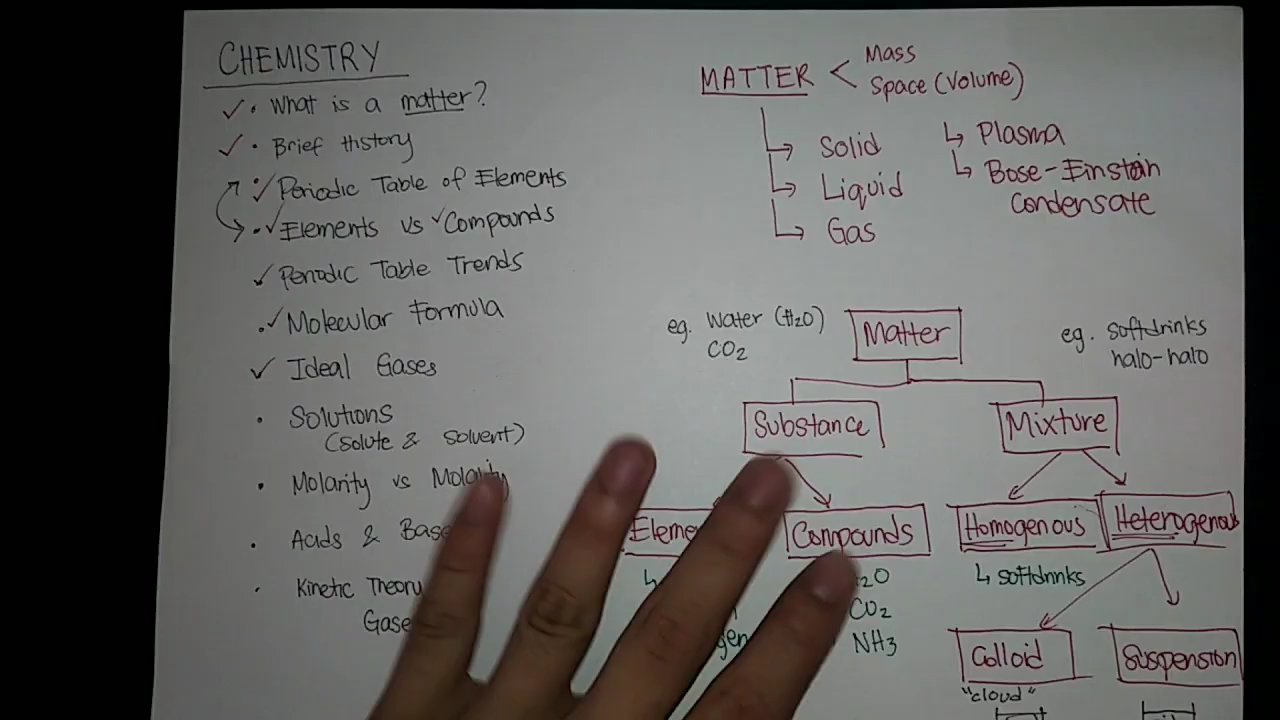 CHEMISTRY
✓ • What is a matter?
✓ • Brief History
✓ Periodic Table of Elements
• ✓ Elements vs ✓ Compounds
✓ Periodic Table Trends
• ✓ Molecular Formula
✓ Ideal Gases
• Solutions
(Solute & Solvent)
• Molarity vs
• Acids &
• Kinetic Theory
MATTER < Mass
Space (Volume)
↳ Solid
↳ Liquid
↳ Gas
↳ Plasma
↳ Bose-Einstein
condensate
eg. Water (H₂O)
CO₂
Matter
eg. softdrinks
halo-halo
Substance
Mixture
Compounds
Homogenous
Heterogenous
↳ softdrinks
CO₂
NH₃
Colloid
"cloud"
Suspension